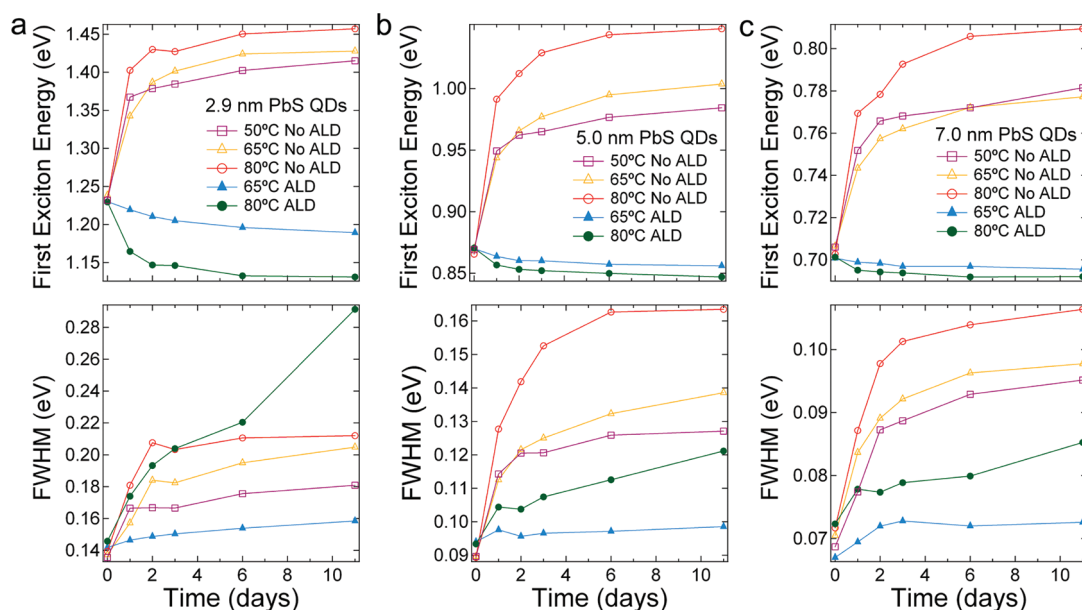 a
First Exciton Energy (eV)
1.45
1.40
1.35
1.30
1.25
1.20
1.15
2.9 nm PbS QDs
50ºC No ALD
65ºC No ALD
80ºC No ALD
65ºC ALD
80ºC ALD
FWHM (eV)
0.28
0.26
0.24
0.22
0.20
0.18
0.16
0.14
0 2 4 6 8 10
Time (days)
b
First Exciton Energy (eV)
1.00
0.95
0.90
0.85
5.0 nm PbS QDs
50ºC No ALD
65ºC No ALD
80ºC No ALD
65ºC ALD
80ºC ALD
FWHM (eV)
0.16
0.15
0.14
0.13
0.12
0.11
0.10
0.09
0 2 4 6 8 10
Time (days)
c
First Exciton Energy (eV)
0.80
0.78
0.76
0.74
0.72
0.70
7.0 nm PbS QDs
50ºC No ALD
65ºC No ALD
80ºC No ALD
65ºC ALD
80ºC ALD
FWHM (eV)
0.10
0.09
0.08
0.07
0 2 4 6 8 10
Time (days)